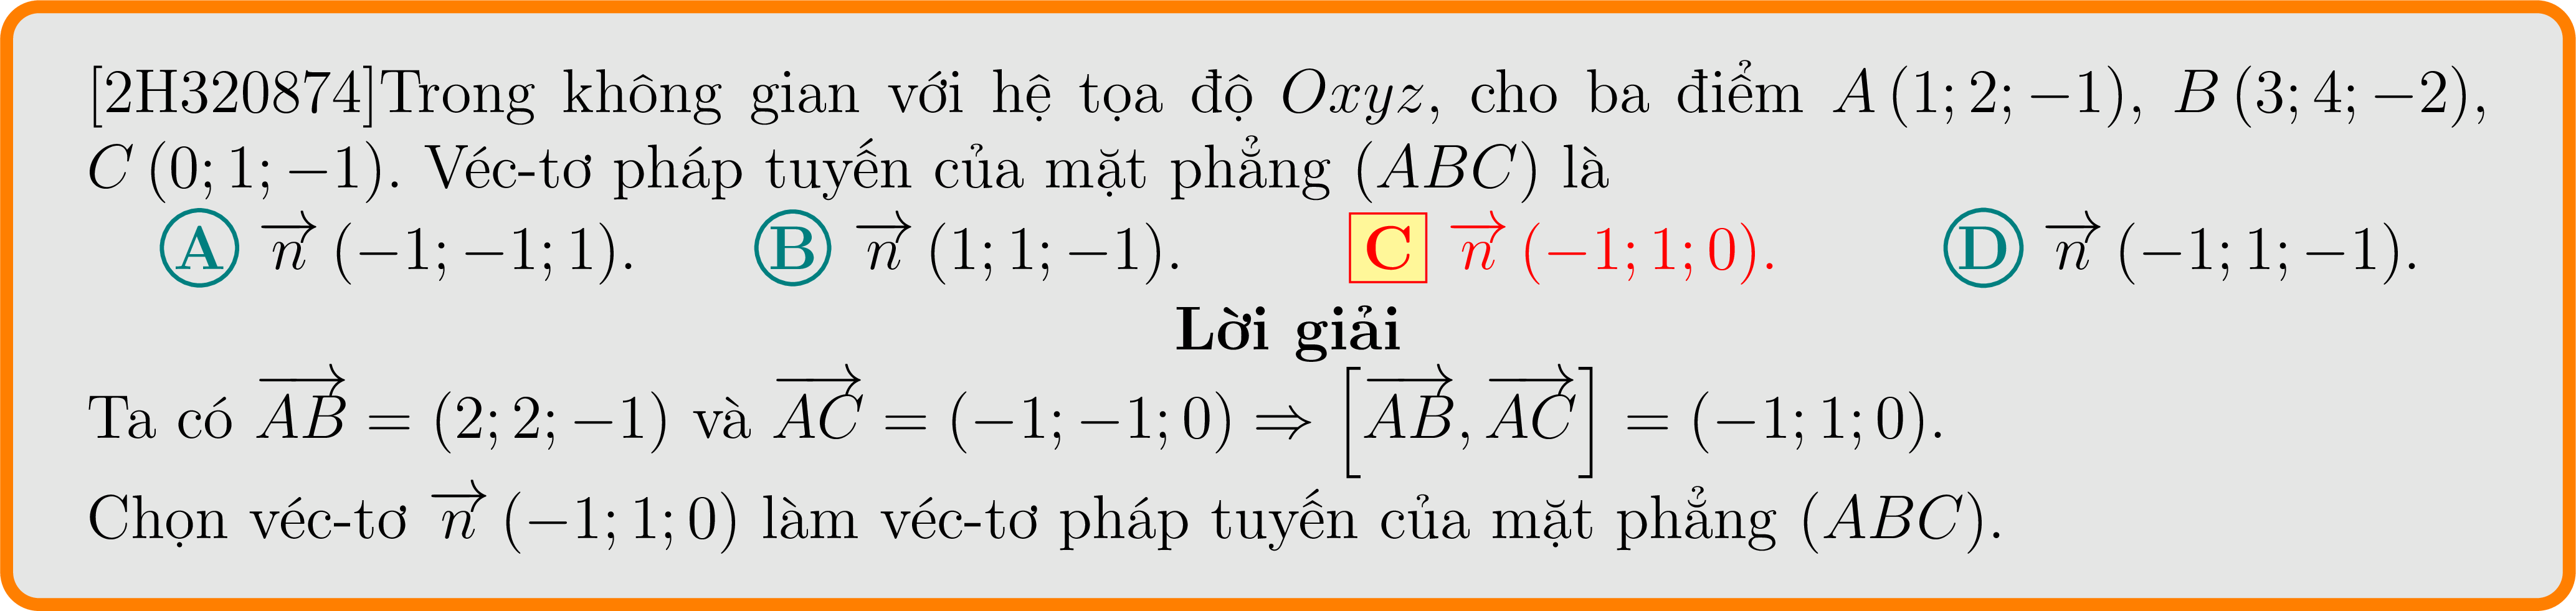 [2H320874]Trong không gian với hệ tọa độ Oxyz, cho ba điểm A (1; 2; −1), B (3; 4; −2),
C (0; 1; −1). Véc-tơ pháp tuyến của mặt phẳng (ABC) là
A $\overrightarrow{n}$ (−1; −1; 1). B $\overrightarrow{n}$ (1; 1; −1). C $\overrightarrow{n}$ (−1; 1; 0). D $\overrightarrow{n}$ (−1; 1; −1).
Lời giải
Ta có $\overrightarrow{AB}$ = (2; 2; −1) và $\overrightarrow{AC}$ = (−1; −1; 0) ⇒ [$\overrightarrow{AB}$, $\overrightarrow{AC}$] = (−1; 1; 0).
Chọn véc-tơ $\overrightarrow{n}$ (−1; 1; 0) làm véc-tơ pháp tuyến của mặt phẳng (ABC).